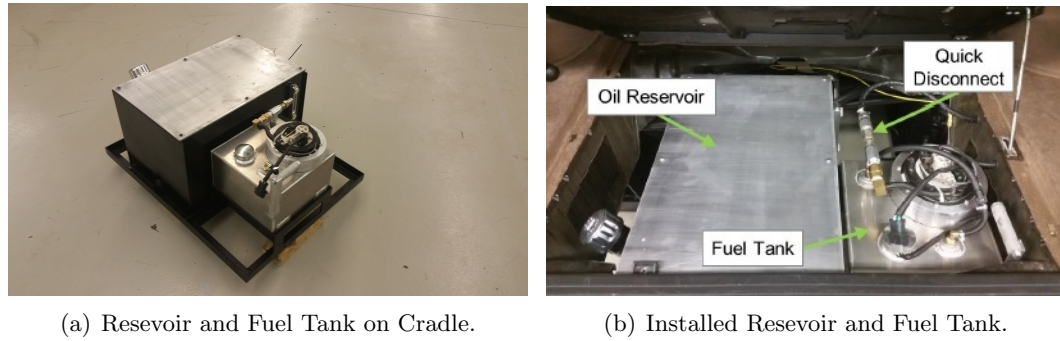 Oil Reservoir
Quick
Disconnect
Fuel Tank
(a) Resevoir and Fuel Tank on Cradle.
(b) Installed Resevoir and Fuel Tank.